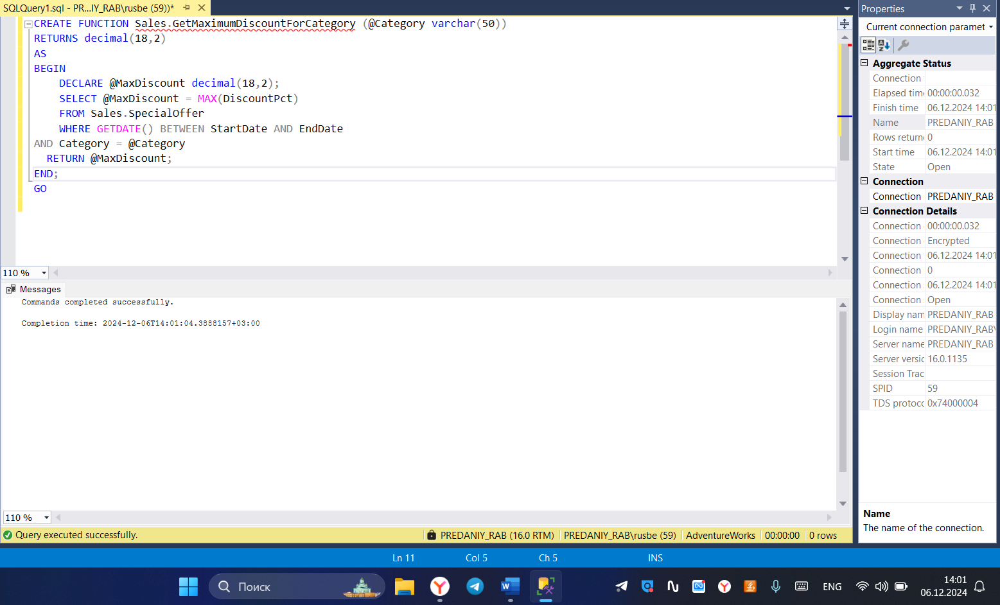 SQLQuery1.sql - PR...IY_RAB\rusbe (59))*
CREATE FUNCTION Sales.GetMaximumDiscountForCategory (@Category varchar(50))
RETURNS decimal(18,2)
AS
BEGIN
DECLARE @MaxDiscount decimal(18,2);
SELECT @MaxDiscount = MAX(DiscountPct)
FROM Sales.SpecialOffer
WHERE GETDATE() BETWEEN StartDate AND EndDate
AND Category = @Category
RETURN @MaxDiscount;
END;
GO
110 %
Messages
Commands completed successfully.
Completion time: 2024-12-06T14:01:04.3888157+03:00
110 %
Query executed successfully.
PREDANIY_RAB (16.0 RTM)
PREDANIY_RAB\rusbe (59)
AdventureWorks
00:00:00
0 rows
Properties
Current connection paramet
Aggregate Status
Connection
Elapsed time 00:00:00.032
Finish time 06.12.2024 14:01
Name PREDANIY_RAB
Rows return 0
Start time 06.12.2024 14:01
State Open
Connection
Connection PREDANIY_RAB
Connection Details
Connection 00:00:00.032
Connection Encrypted
Connection 06.12.2024 14:01
Connection 0
Connection 06.12.2024 14:01
Connection Open
Display nam PREDANIY_RAB
Login name PREDANIY_RAB\
Server name PREDANIY_RAB
Server versic 16.0.1135
Session Trac
SPID 59
TDS protocc 0x74000004
Name
The name of the connection.
Ln 11 Col 5 Ch 5 INS
Поиск
ENG
14:01
06.12.2024